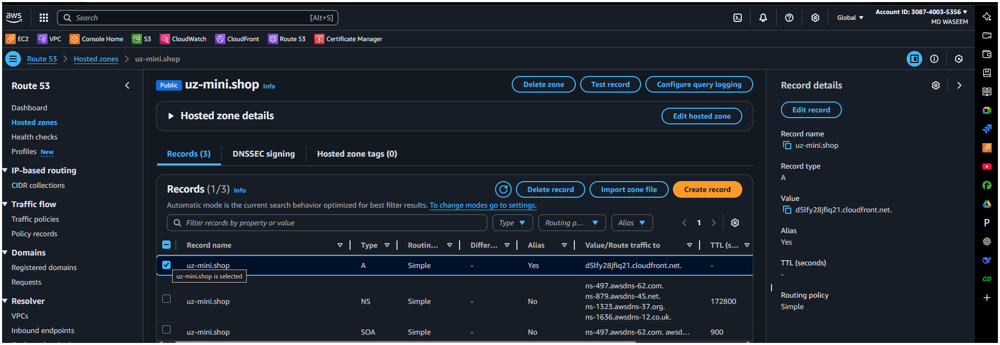 aws
Search
[Alt+S]
Global
Account ID: 3087-4003-5356
MD WASEEM
EC2
VPC
Console Home
S3
CloudWatch
CloudFront
Route 53
Certificate Manager
Route 53
Hosted zones
uz-mini.shop
Route 53
Dashboard
Hosted zones
Health checks
Profiles New
IP-based routing
CIDR collections
Traffic flow
Traffic policies
Policy records
Domains
Registered domains
Requests
Resolver
VPCs
Inbound endpoints
Public uz-mini.shop Info
Delete zone
Test record
Configure query logging
Hosted zone details
Edit hosted zone
Records (3)
DNSSEC signing
Hosted zone tags (0)
Records (1/3) Info
Delete record
Import zone file
Create record
Automatic mode is the current search behavior optimized for best filter results. To change modes go to settings.
Filter records by property or value
Type
Routing p...
Alias
1
Record name Type Routin... Differ... Alias Value/Route traffic to TTL (s...
uz-mini.shop A Simple - Yes d5lfy28jfiq21.cloudfront.net. -
uz-mini.shop is selected
uz-mini.shop NS Simple - No ns-497.awsdns-62.com.
ns-879.awsdns-45.net.
ns-1323.awsdns-37.org.
ns-1636.awsdns-12.co.uk.
172800
uz-mini.shop SOA Simple - No ns-497.awsdns-62.com. awsd... 900
Record details
Edit record
Record name
uz-mini.shop
Record type
A
Value
d5lfy28jfiq21.cloudfront.net.
Alias
Yes
TTL (seconds)
-
Routing policy
Simple
P
CD